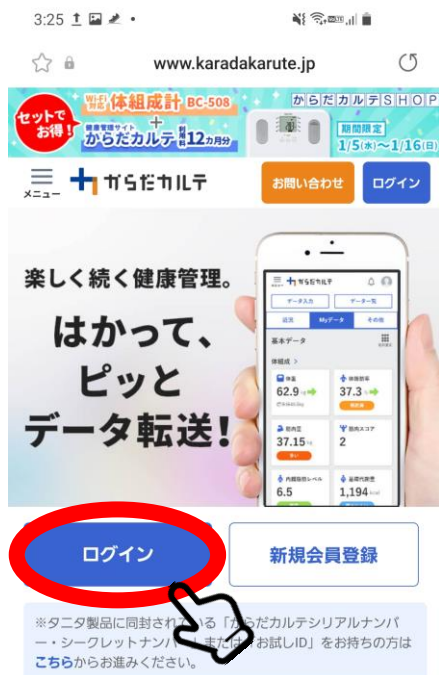 3:25
www.karadakarute.jp
セットでお得！
Wi-Fi対応 体組成計 BC-508
+
健康管理サイト からだカルテ 12ヵ月分
からだカルテSHOP
期間限定
1/5(水)～1/16(日)
メニュー
からだカルテ
お問い合わせ
ログイン
楽しく続く健康管理。
はかって、
ピッと
データ転送！
からだカルテ
データ入力
データ一覧
近況
Myデータ
その他
基本データ
体組成 >
体重
体脂肪率
62.9
37.3
筋肉量
筋肉スコア
37.15
2
内臓脂肪レベル
基礎代謝量
6.5
1,194 kcal
ログイン
新規会員登録
※タニタ製品に同封されている「からだカルテシリアルナンバ
ー・シークレットナンバー」または「お試しID」をお持ちの方は
こちらからお進みください。